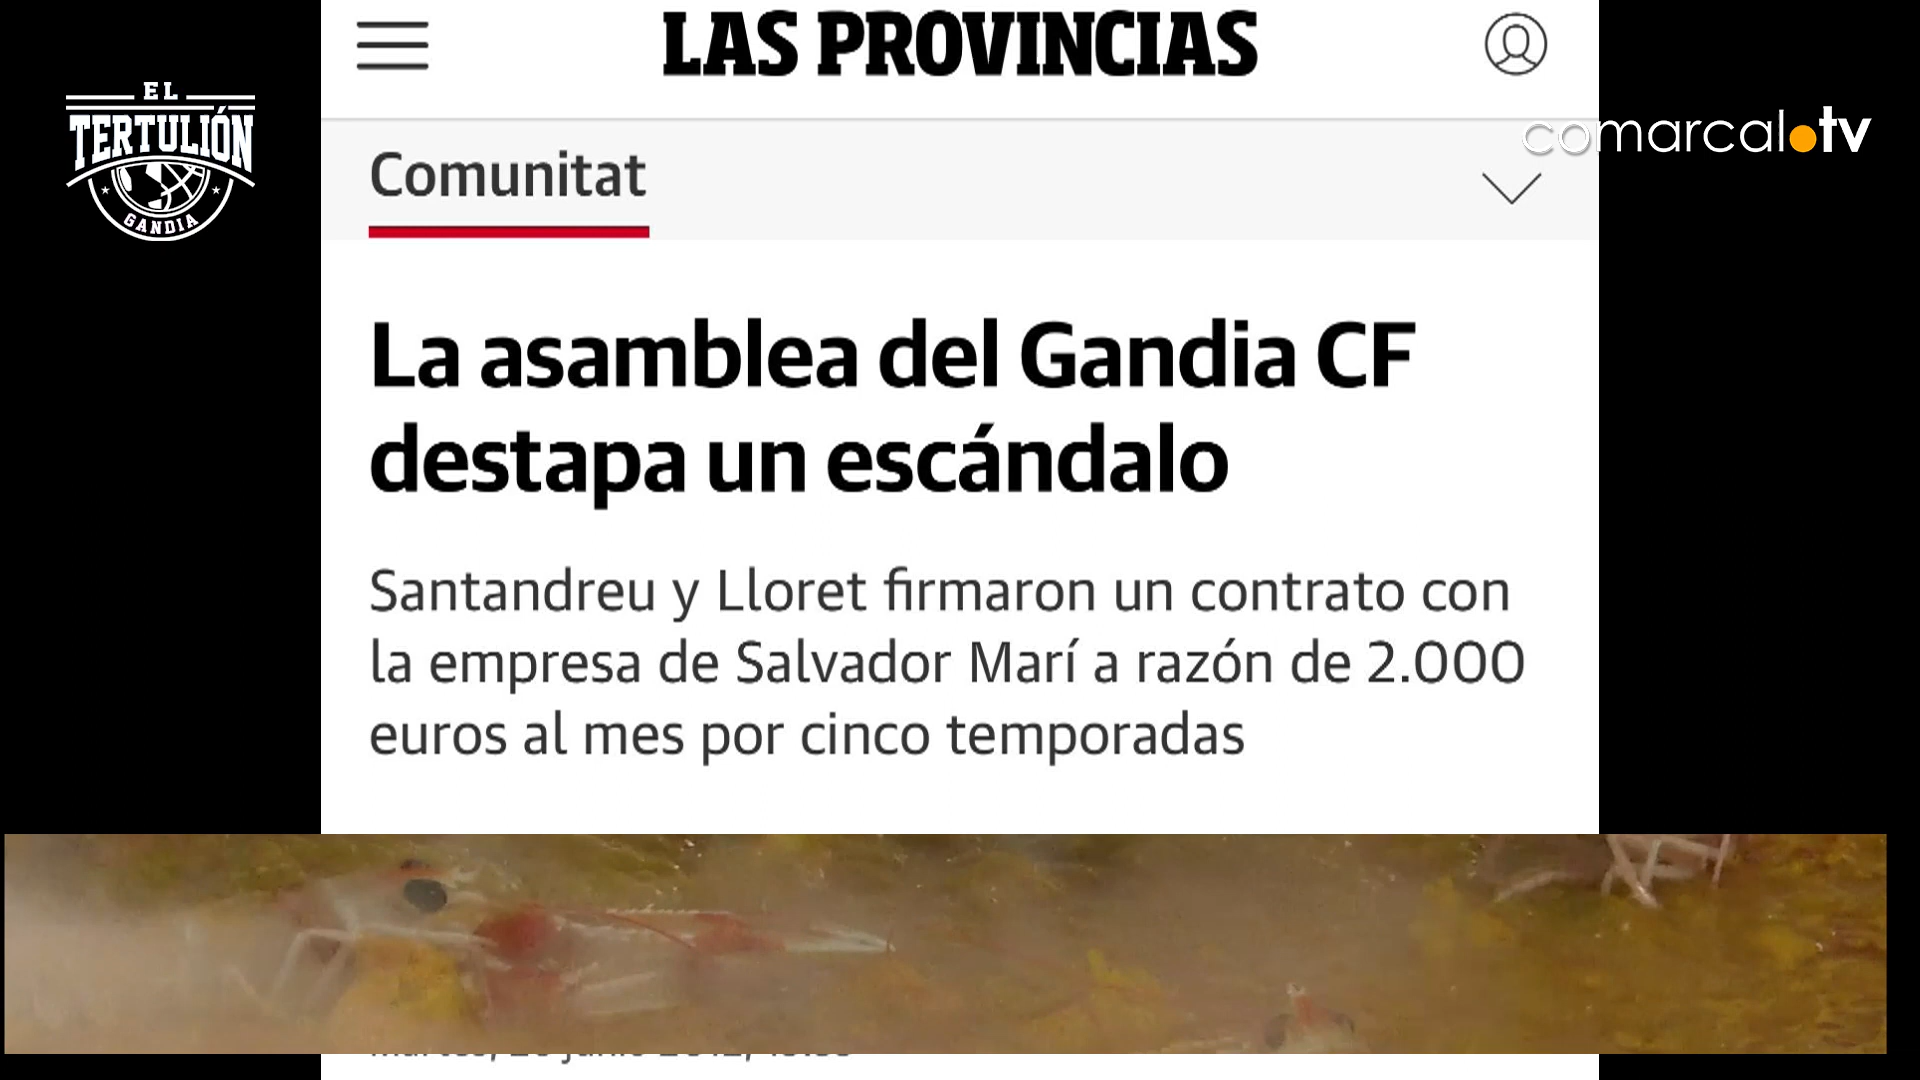 LAS PROVINCIAS
EL
TERTULIÓN
GANDIA
comarcal.tv
Comunitat
La asamblea del Gandia CF
destapa un escándalo
Santandreu y Lloret firmaron un contrato con
la empresa de Salvador Marí a razón de 2.000
euros al mes por cinco temporadas